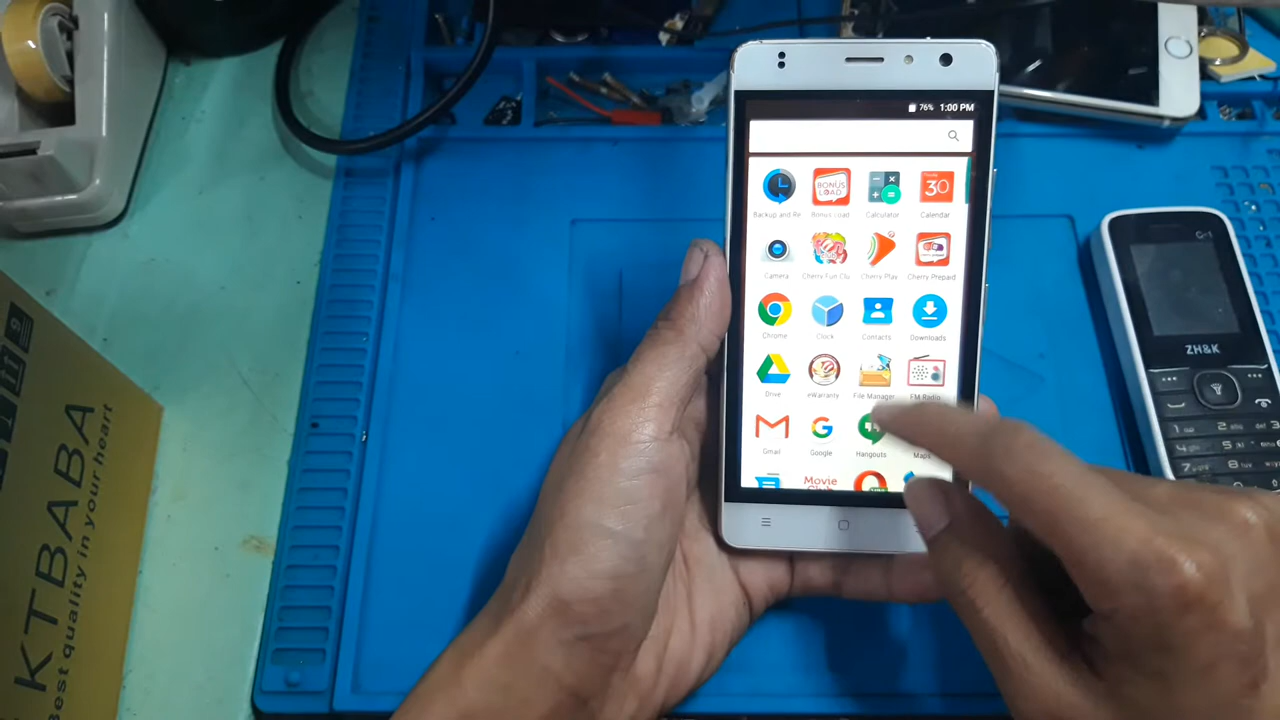 76% 1:00 PM
BONUS LOAD
30
Backup and Re
Bonus Load
Calculator
Calendar
Camera
Cherry Fun Clu
Cherry Play
Cherry Prepaid
Chrome
Clock
Contacts
Downloads
Drive
eWarranty
File Manager
FM Radio
Gmail
Google
Hangouts
Maps
Movie
KTBABA
Best quality in your heart
G-1
ZH&K